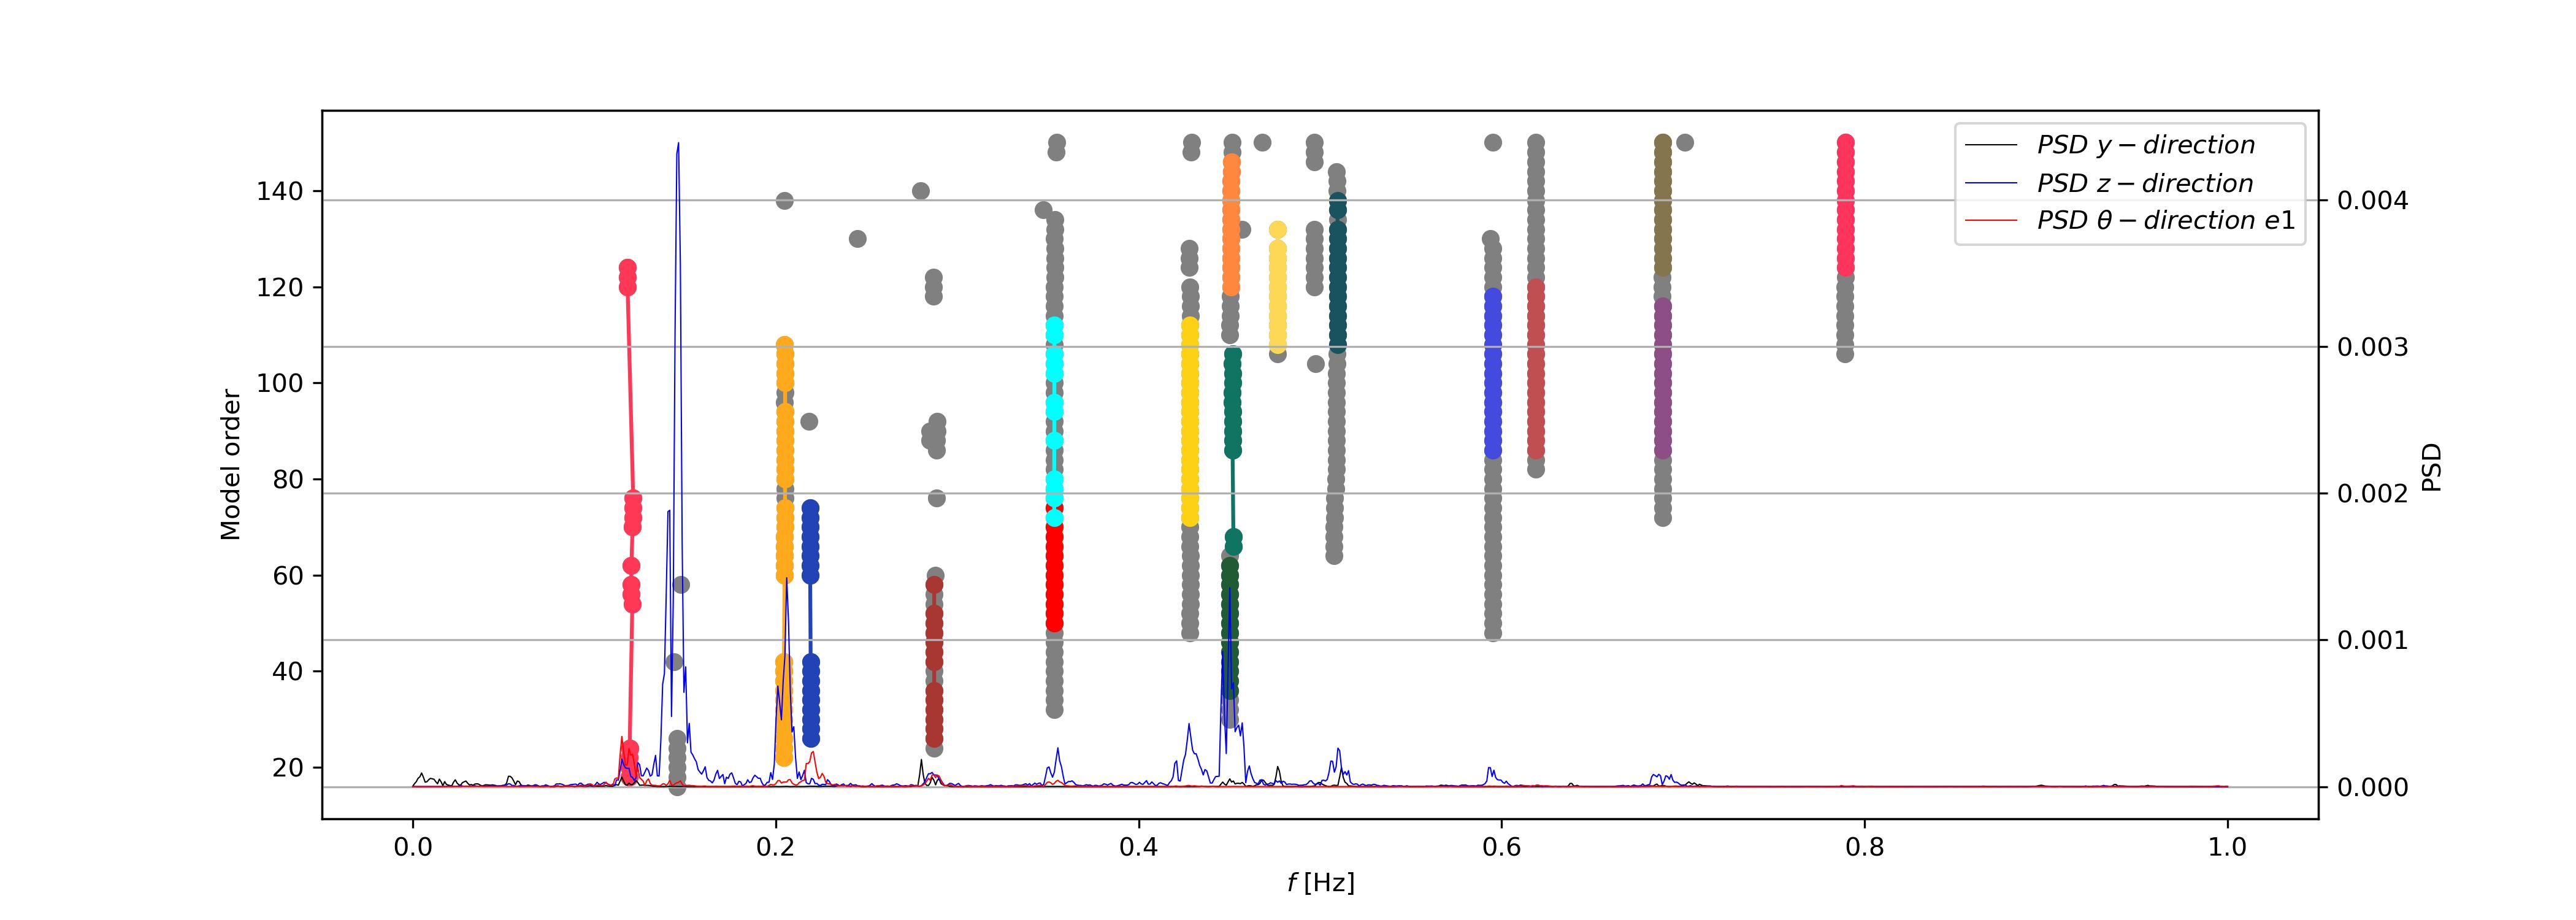 PSD y − direction
PSD z − direction
PSD θ − direction e1
140
120
100
80
60
40
20
Model order
0.004
0.003
0.002
0.001
0.000
PSD
0.0 0.2 0.4 0.6 0.8 1.0
f [Hz]